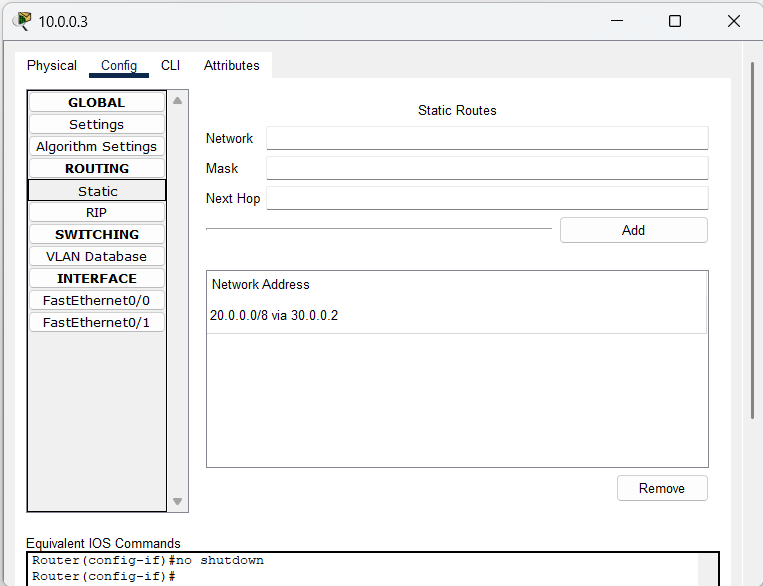 10.0.0.3
Physical Config CLI Attributes
GLOBAL
Settings
Algorithm Settings
ROUTING
Static
RIP
SWITCHING
VLAN Database
INTERFACE
FastEthernet0/0
FastEthernet0/1
Static Routes
Network
Mask
Next Hop
Add
Network Address
20.0.0.0/8 via 30.0.0.2
Remove
Equivalent IOS Commands
Router(config-if)#no shutdown
Router(config-if)#